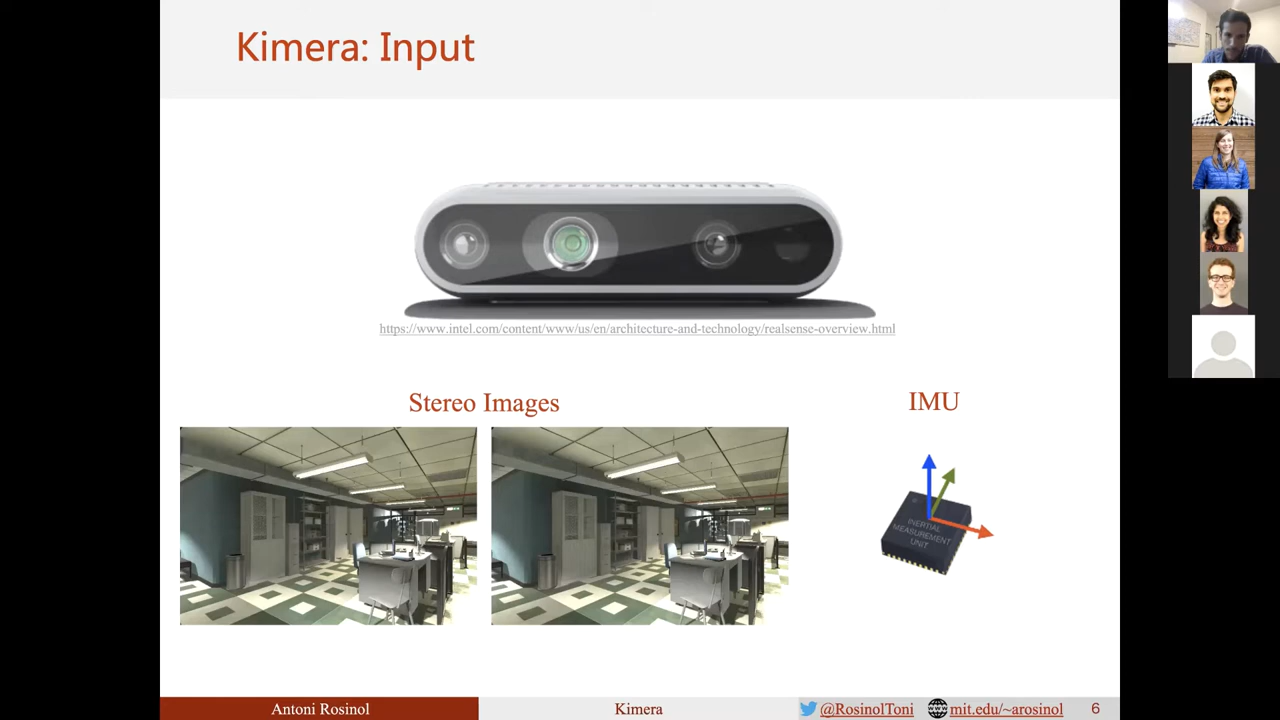 Kimera: Input
https://www.intel.com/content/www/us/en/architecture-and-technology/realsense-overview.html
Stereo Images
IMU
INERTIAL
MEASUREMENT
UNIT
Antoni Rosinol
Kimera
@RosinolToni
mit.edu/~arosinol
6